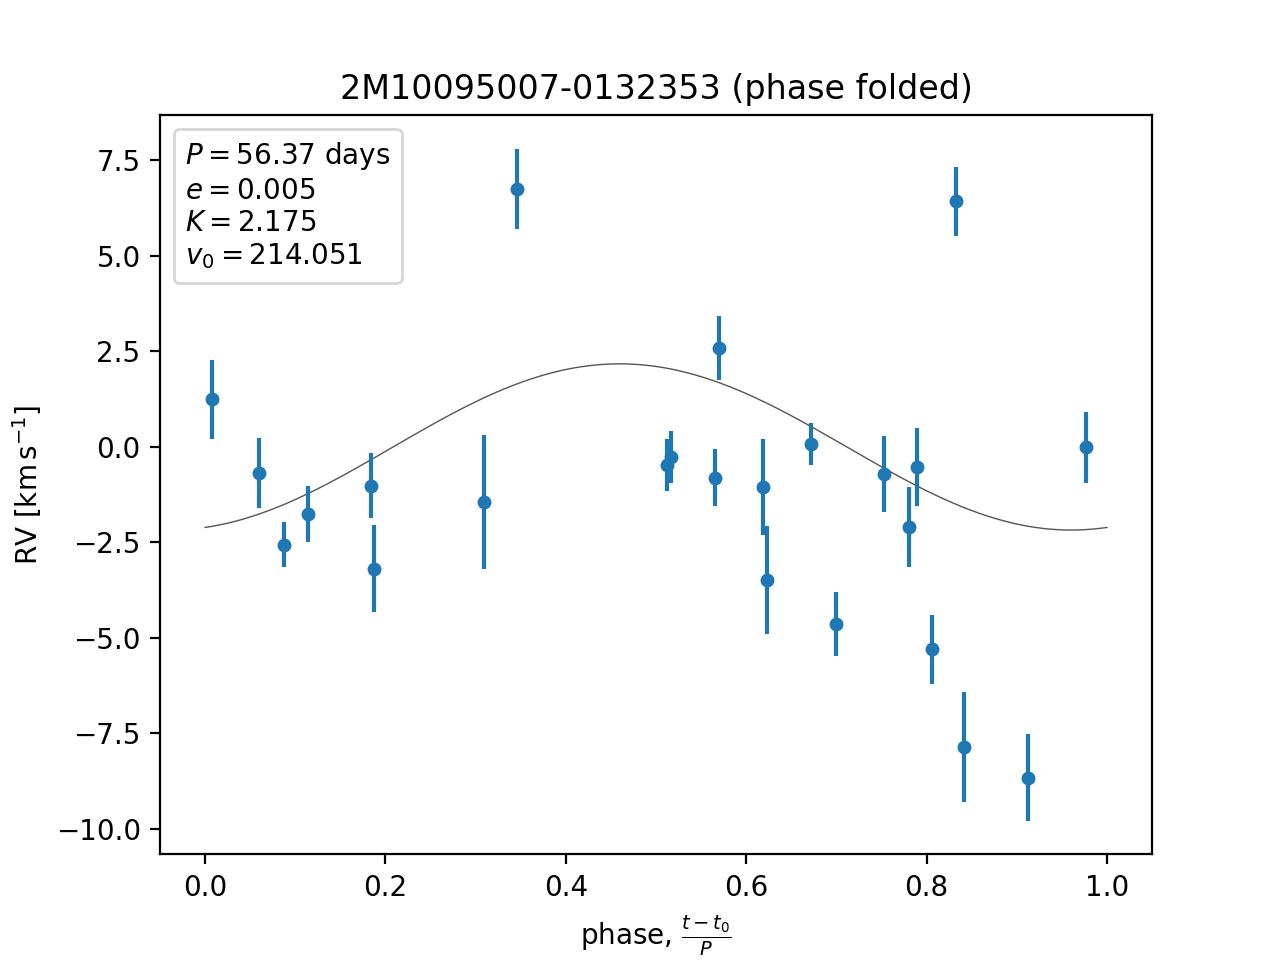 2M10095007-0132353 (phase folded)
P = 56.37 days
e = 0.005
K = 2.175
v₀ = 214.051
RV [km s⁻¹]
7.5
5.0
2.5
0.0
−2.5
−5.0
−7.5
−10.0
0.0 0.2 0.4 0.6 0.8 1.0
phase, (t − t₀)/P